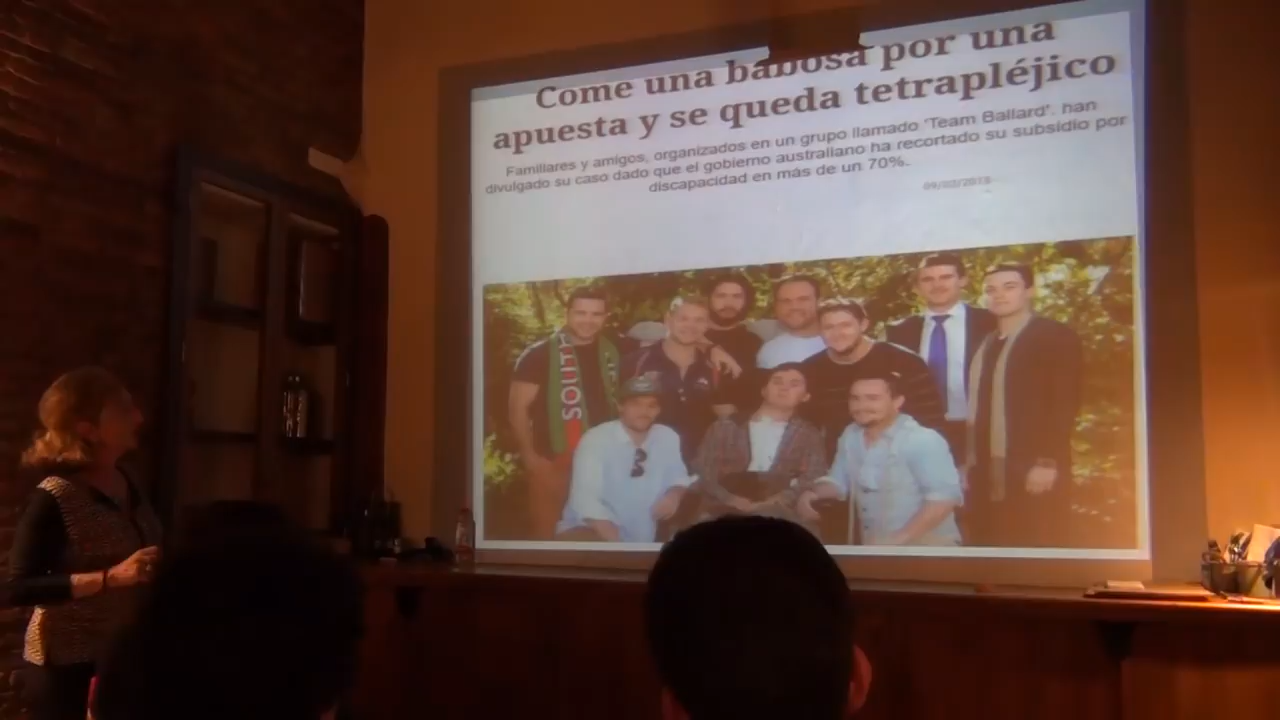 Come una babosa por una
apuesta y se queda tetrapléjico
Familiares y amigos, organizados en un grupo llamado 'Team Ballard', han
divulgado su caso dado que el gobierno australiano ha recortado su subsidio por
discapacidad en más de un 70%.
SOUTH